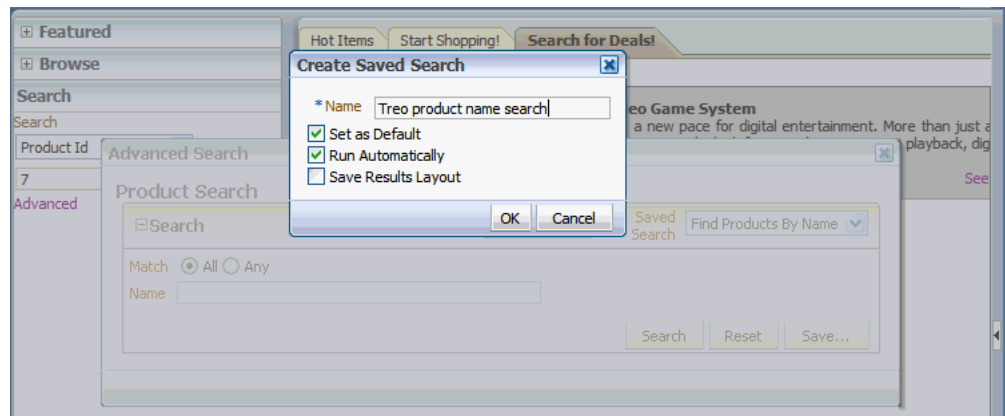 Featured
Browse
Search
Search
Product Id
7
Advanced
Hot Items
Start Shopping!
Search for Deals!
eo Game System
a new pace for digital entertainment. More than just a
playback, dig
See
Create Saved Search
* Name Treo product name search
Set as Default
Run Automatically
Save Results Layout
OK Cancel
Advanced Search
Product Search
Search
Saved Search
Find Products By Name
Match All Any
Name
Search Reset Save...